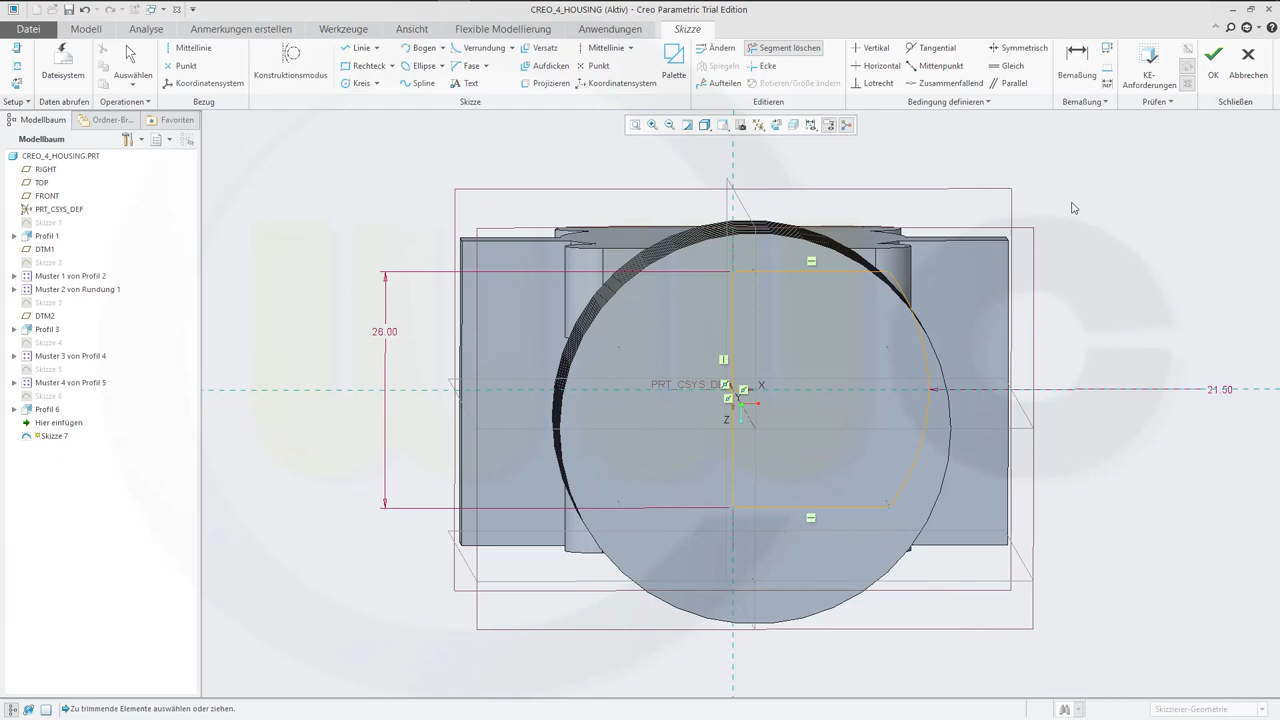 CREO_4_HOUSING (Aktiv) - Creo Parametric Trial Edition
Datei Modell Analyse Anmerkungen erstellen Werkzeuge Ansicht Flexible Modellierung Anwendungen Skizze
Mittellinie Linie Bogen Verrundung Versatz Mittellinie Ändern Segment löschen Vertikal Tangential Symmetrisch
Punkt Rechteck Ellipse Fase Aufdicken Punkt Spiegeln Ecke Horizontal Mittenpunkt Gleich
Dateisystem Auswählen Koordinatensystem Konstruktionsmodus Kreis Spline Text Projizieren Koordinatensystem Palette Aufteilen Rotation/Größe ändern Lotrecht Zusammenfallend Parallel Bemaßung KE-Anforderungen OK Abbrechen
Setup Daten abrufen Operationen Bezug Skizze Editieren Bedingung definieren Bemaßung Prüfen Schließen
Modellbaum Ordner-Br... Favoriten
Modellbaum
CREO_4_HOUSING.PRT
RIGHT
TOP
FRONT
PRT_CSYS_DEF
Skizze 1
Profil 1
DTM1
Skizze 2
Muster 1 von Profil 2
Muster 2 von Rundung 1
Skizze 3
DTM2
Profil 3
Skizze 4
Muster 3 von Profil 4
Skizze 5
Muster 4 von Profil 5
Skizze 6
Profil 6
Hier einfügen
Skizze 7
26.00
PRT_CSYS_DEF
X
Y
Z
21.50
Zu trimmende Elemente auswählen oder ziehen.
Skizzierer-Geometrie